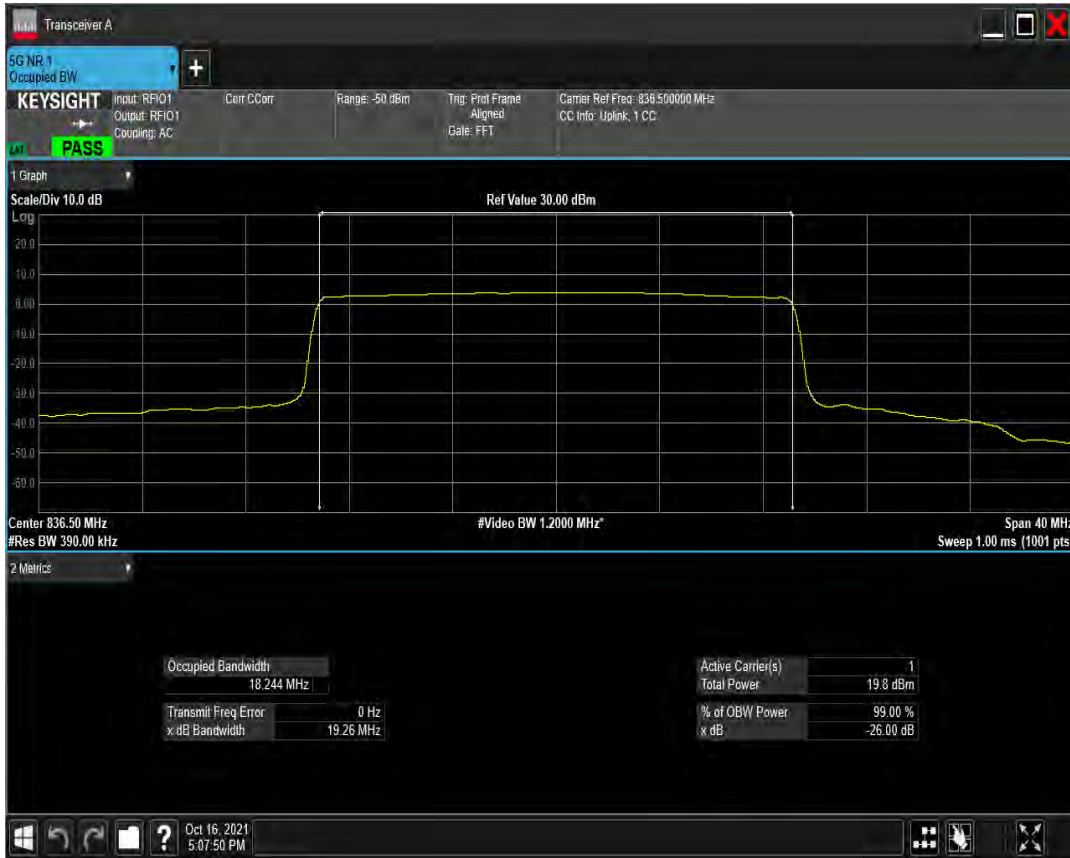 Transceiver A
5G NR 1
Occupied BW
KEYSIGHT
Input: RFIO1
Output: RFIO1
Coupling: AC
Corr CCorr
Range: -50 dBm
Trig: Prot Frame
Aligned
Gate: FFT
Carrier Ref Freq: 836.500000 MHz
CC Info: Uplink, 1 CC
PASS
1 Graph
Scale/Div 10.0 dB
Ref Value 30.00 dBm
Log
20.0
10.0
0.00
-10.0
-20.0
-30.0
-40.0
-50.0
-60.0
Center 836.50 MHz
#Video BW 1.2000 MHz*
Span 40 MHz
#Res BW 390.00 kHz
Sweep 1.00 ms (1001 pts
2 Metrics
Occupied Bandwidth
18.244 MHz
Transmit Freq Error 0 Hz
x dB Bandwidth 19.26 MHz
Active Carrier(s) 1
Total Power 19.8 dBm
% of OBW Power 99.00 %
x dB -26.00 dB
?
Oct 16, 2021
5:07:50 PM